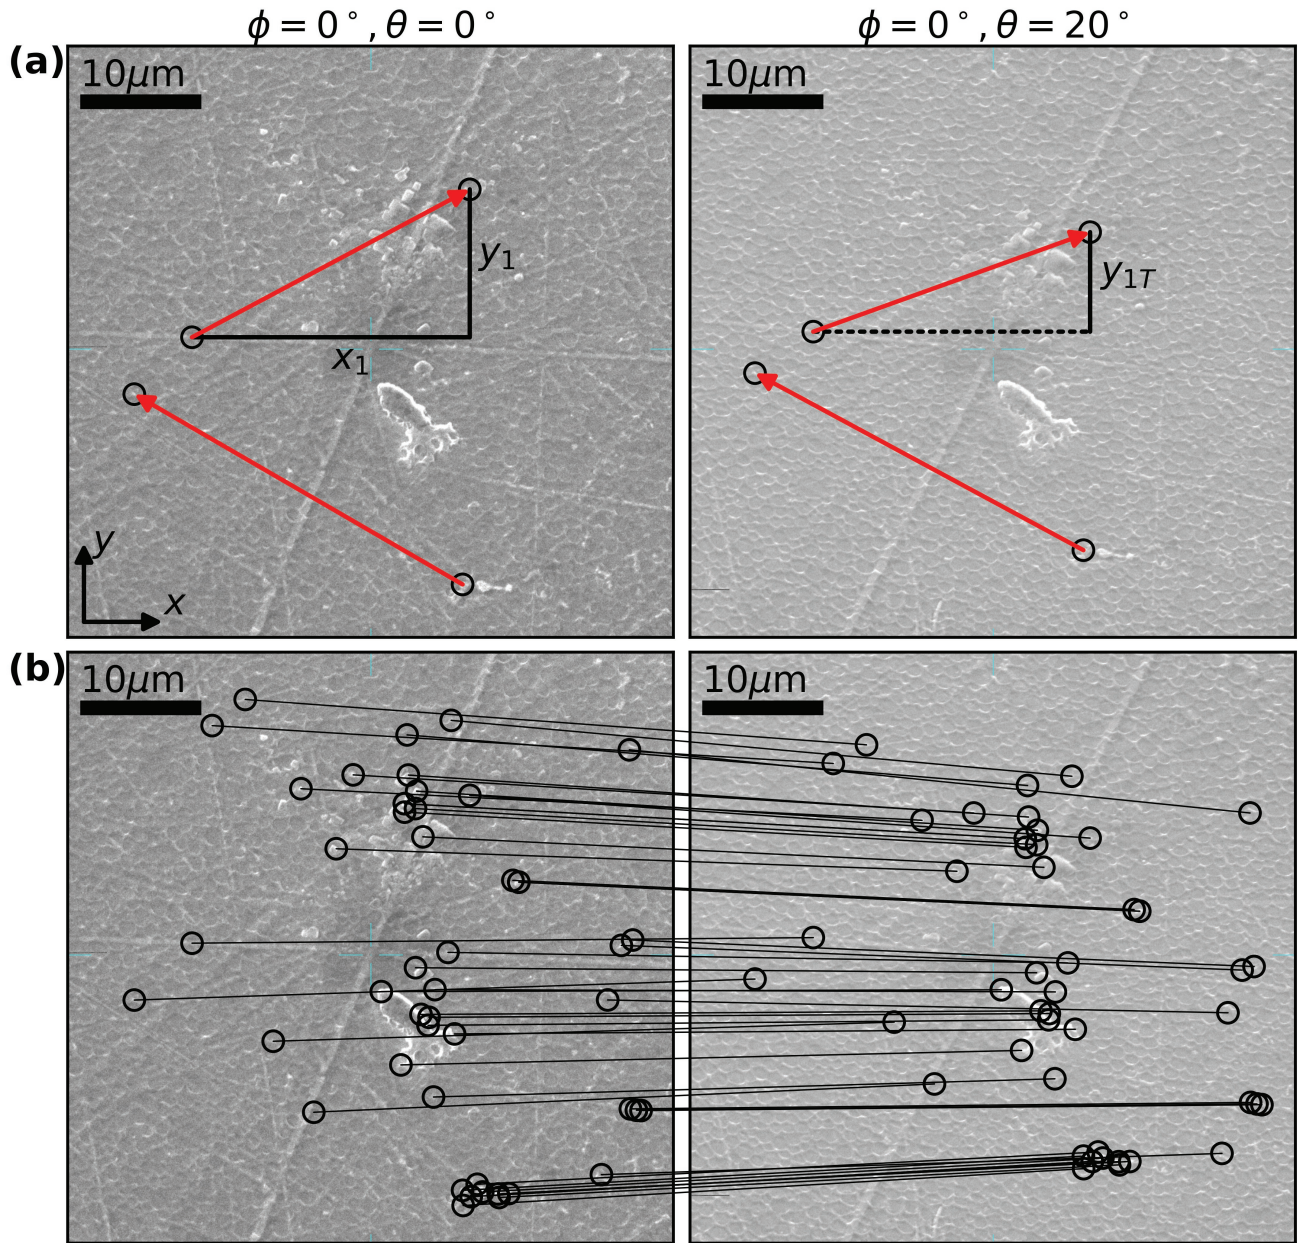 ϕ = 0°, θ = 0°
ϕ = 0°, θ = 20°
(a)
10μm
10μm
y₁
y₁T
x₁
y
x
(b)
10μm
10μm